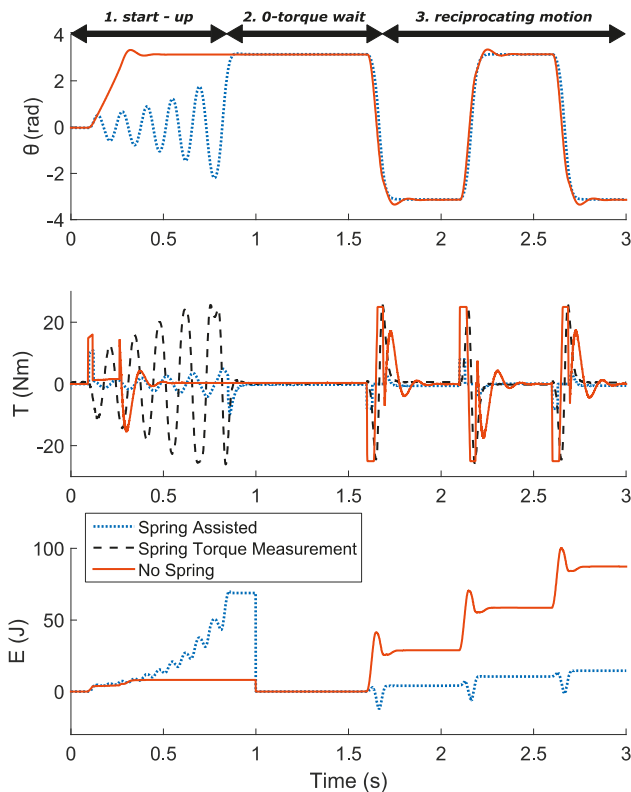 1. start - up 2. 0-torque wait 3. reciprocating motion
4
2
0
-2
-4
θ (rad)
0 0.5 1 1.5 2 2.5 3
20
0
-20
T (Nm)
0 0.5 1 1.5 2 2.5 3
Spring Assisted
Spring Torque Measurement
No Spring
100
50
0
E (J)
0 0.5 1 1.5 2 2.5 3
Time (s)